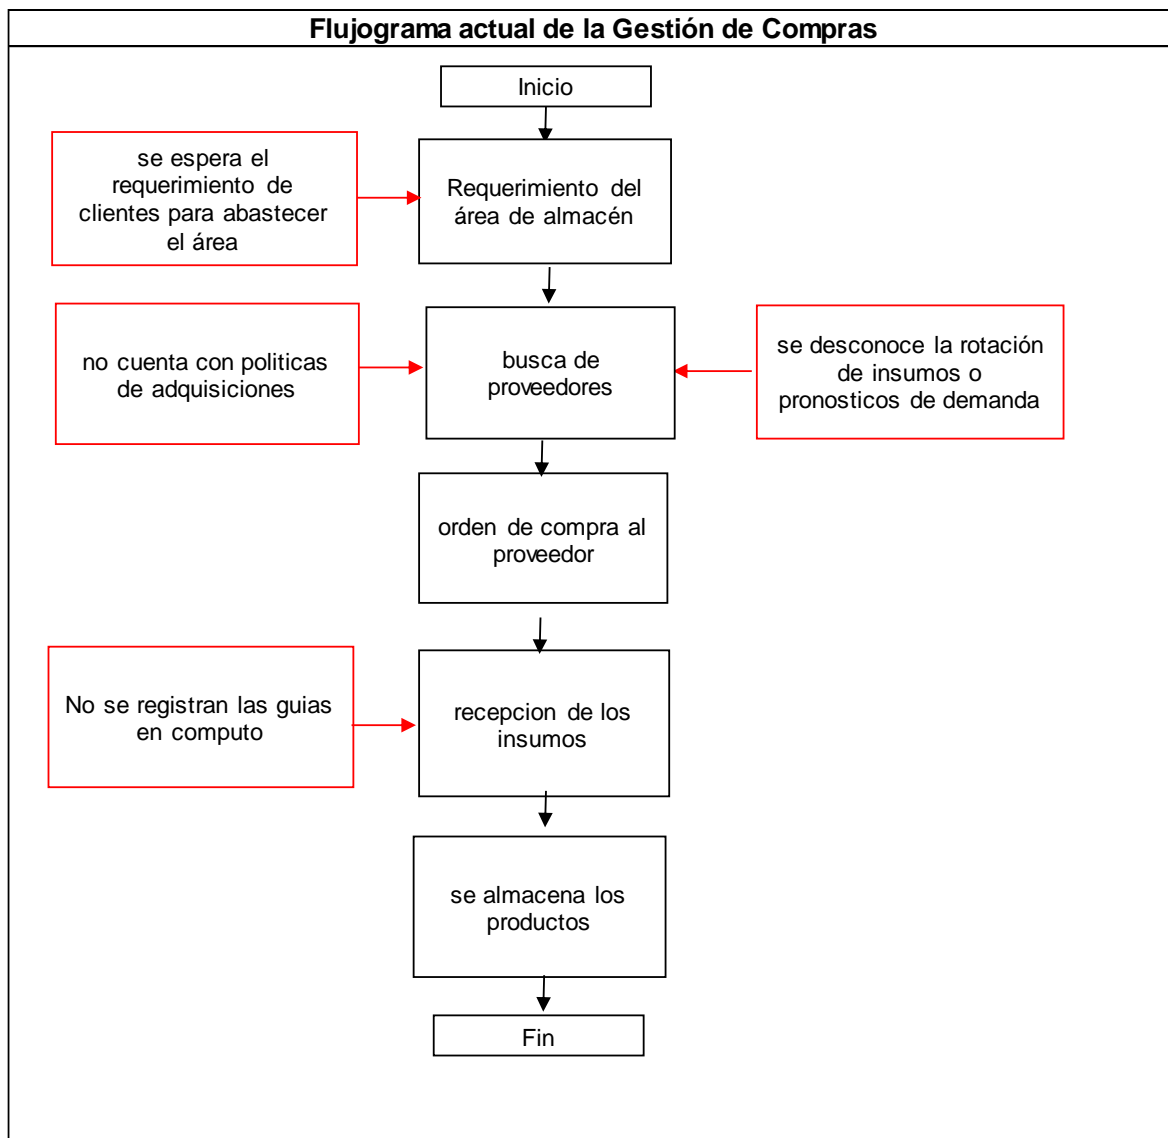 Flujograma actual de la Gestión de Compras
Inicio
se espera el
requerimiento de
clientes para abastecer
el área
Requerimiento del
área de almacén
no cuenta con politicas
de adquisiciones
busca de
proveedores
se desconoce la rotación
de insumos o
pronosticos de demanda
orden de compra al
proveedor
No se registran las guias
en computo
recepcion de los
insumos
se almacena los
productos
Fin